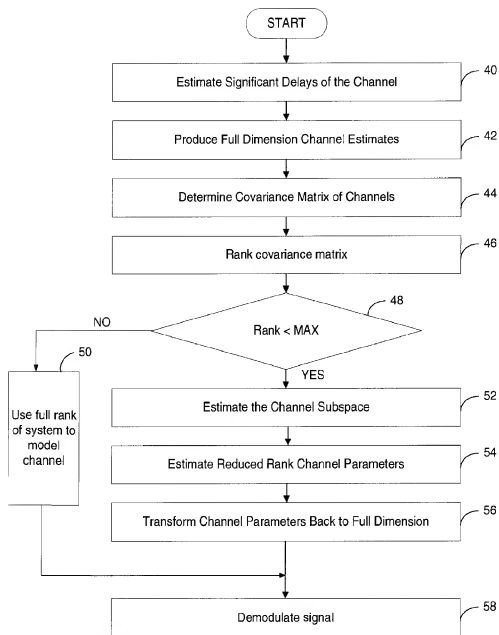 START
Estimate Significant Delays of the Channel
40
Produce Full Dimension Channel Estimates
42
Determine Covariance Matrix of Channels
44
Rank covariance matrix
46
48
Rank < MAX
NO
YES
50
Use full rank
of system to
model
channel
Estimate the Channel Subspace
52
Estimate Reduced Rank Channel Parameters
54
Transform Channel Parameters Back to Full Dimension
56
Demodulate signal
58